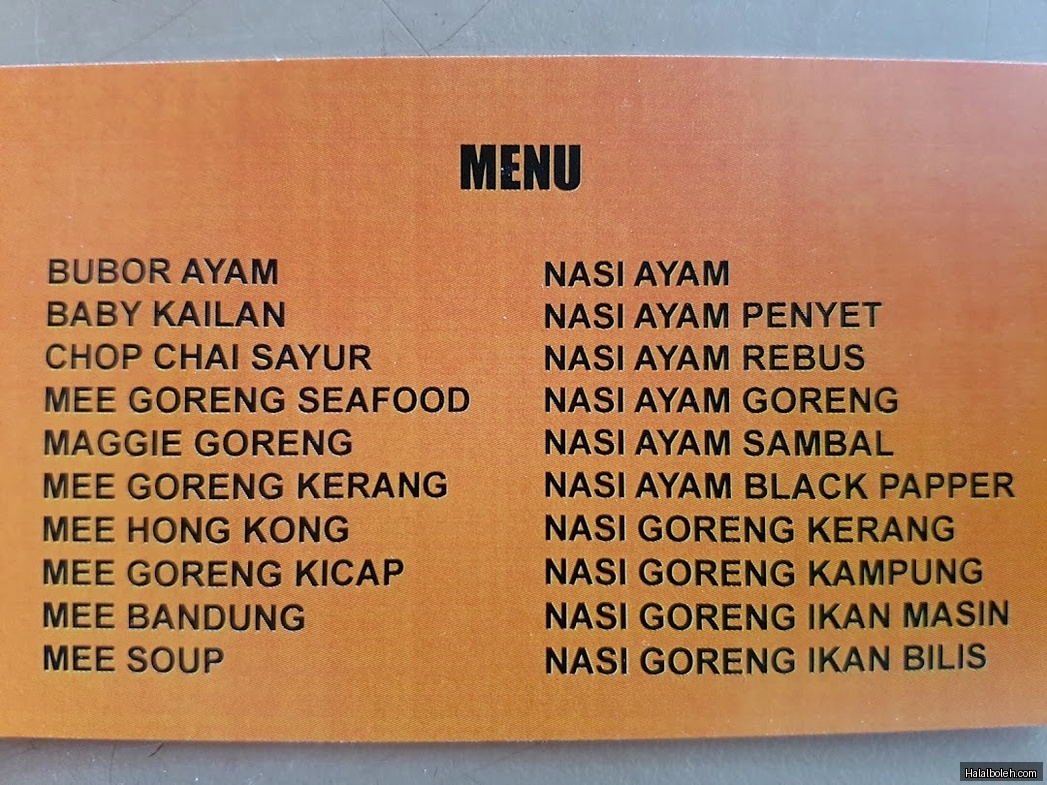 MENU
BUBOR AYAM
BABY KAILAN
CHOP CHAI SAYUR
MEE GORENG SEAFOOD
MAGGIE GORENG
MEE GORENG KERANG
MEE HONG KONG
MEE GORENG KICAP
MEE BANDUNG
MEE SOUP
NASI AYAM
NASI AYAM PENYET
NASI AYAM REBUS
NASI AYAM GORENG
NASI AYAM SAMBAL
NASI AYAM BLACK PAPPER
NASI GORENG KERANG
NASI GORENG KAMPUNG
NASI GORENG IKAN MASIN
NASI GORENG IKAN BILIS
Halalboleh.com